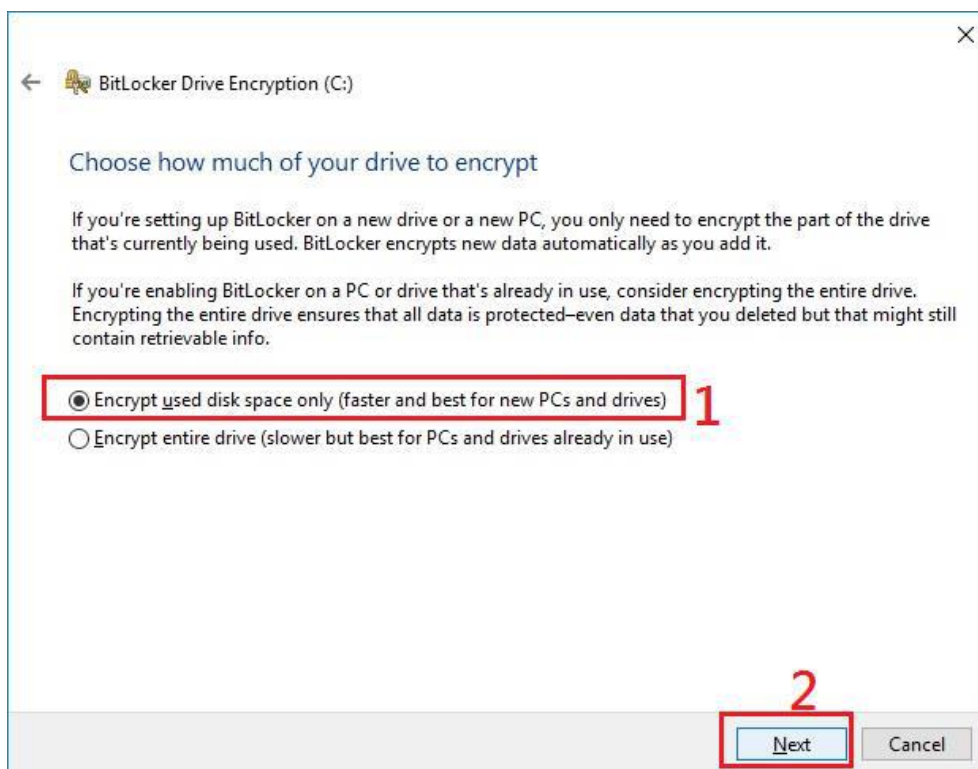 BitLocker Drive Encryption (C:)
Choose how much of your drive to encrypt
If you're setting up BitLocker on a new drive or a new PC, you only need to encrypt the part of the drive
that's currently being used. BitLocker encrypts new data automatically as you add it.
If you're enabling BitLocker on a PC or drive that's already in use, consider encrypting the entire drive.
Encrypting the entire drive ensures that all data is protected–even data that you deleted but that might still
contain retrievable info.
Encrypt used disk space only (faster and best for new PCs and drives) 1
Encrypt entire drive (slower but best for PCs and drives already in use)
2
Next Cancel